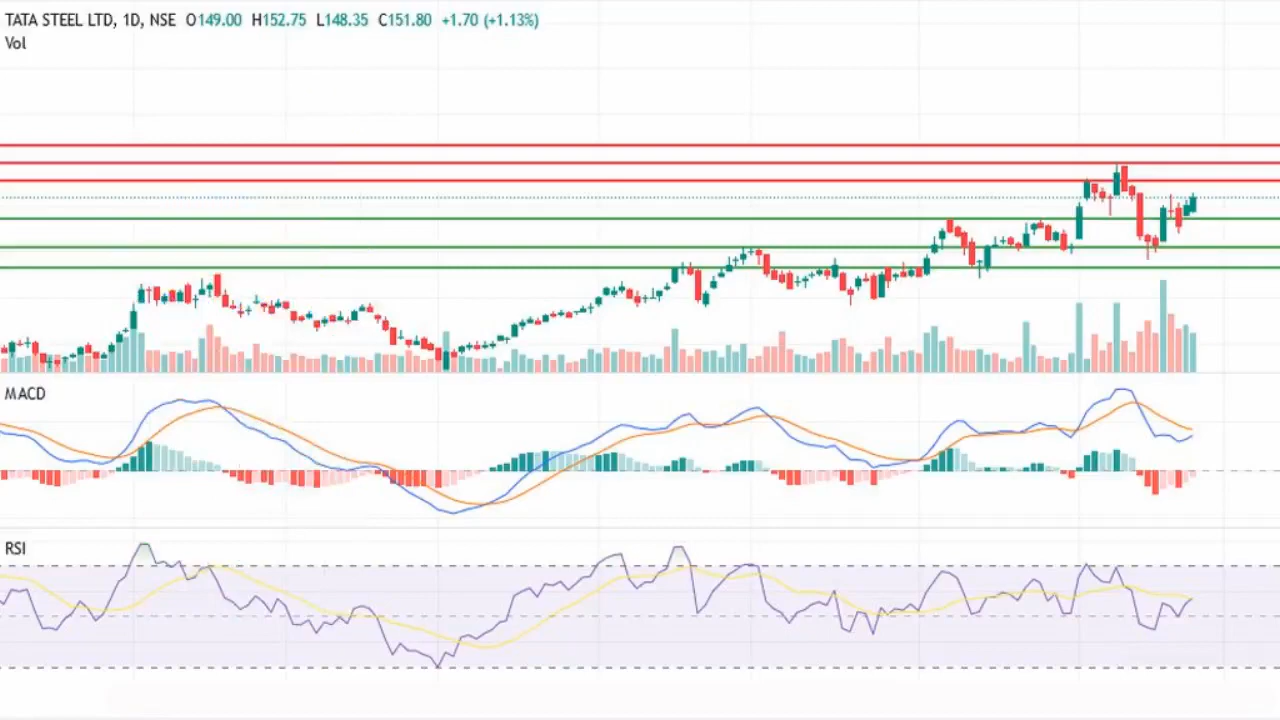 TATA STEEL LTD, 1D, NSE O149.00 H152.75 L148.35 C151.80 +1.70 (+1.13%)
Vol
MACD
RSI